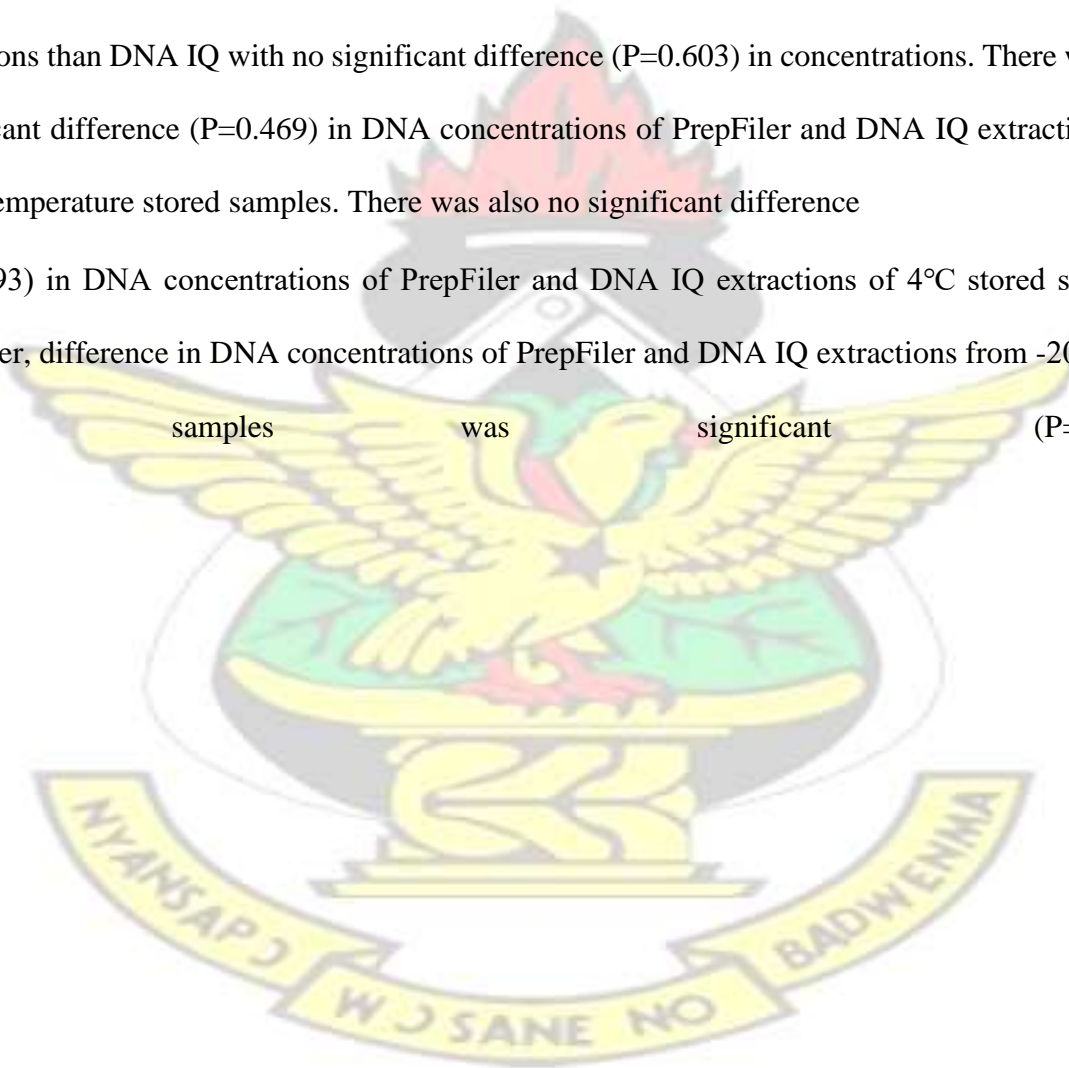 ons than DNA IQ with no significant difference (P=0.603) in concentrations. There
cant difference (P=0.469) in DNA concentrations of PrepFiler and DNA IQ extracti
emperature stored samples. There was also no significant difference
93) in DNA concentrations of PrepFiler and DNA IQ extractions of 4℃ stored s
er, difference in DNA concentrations of PrepFiler and DNA IQ extractions from -20
samples was significant (P=
NYANSAPƆ
WƆSANE NO
BADWENMA